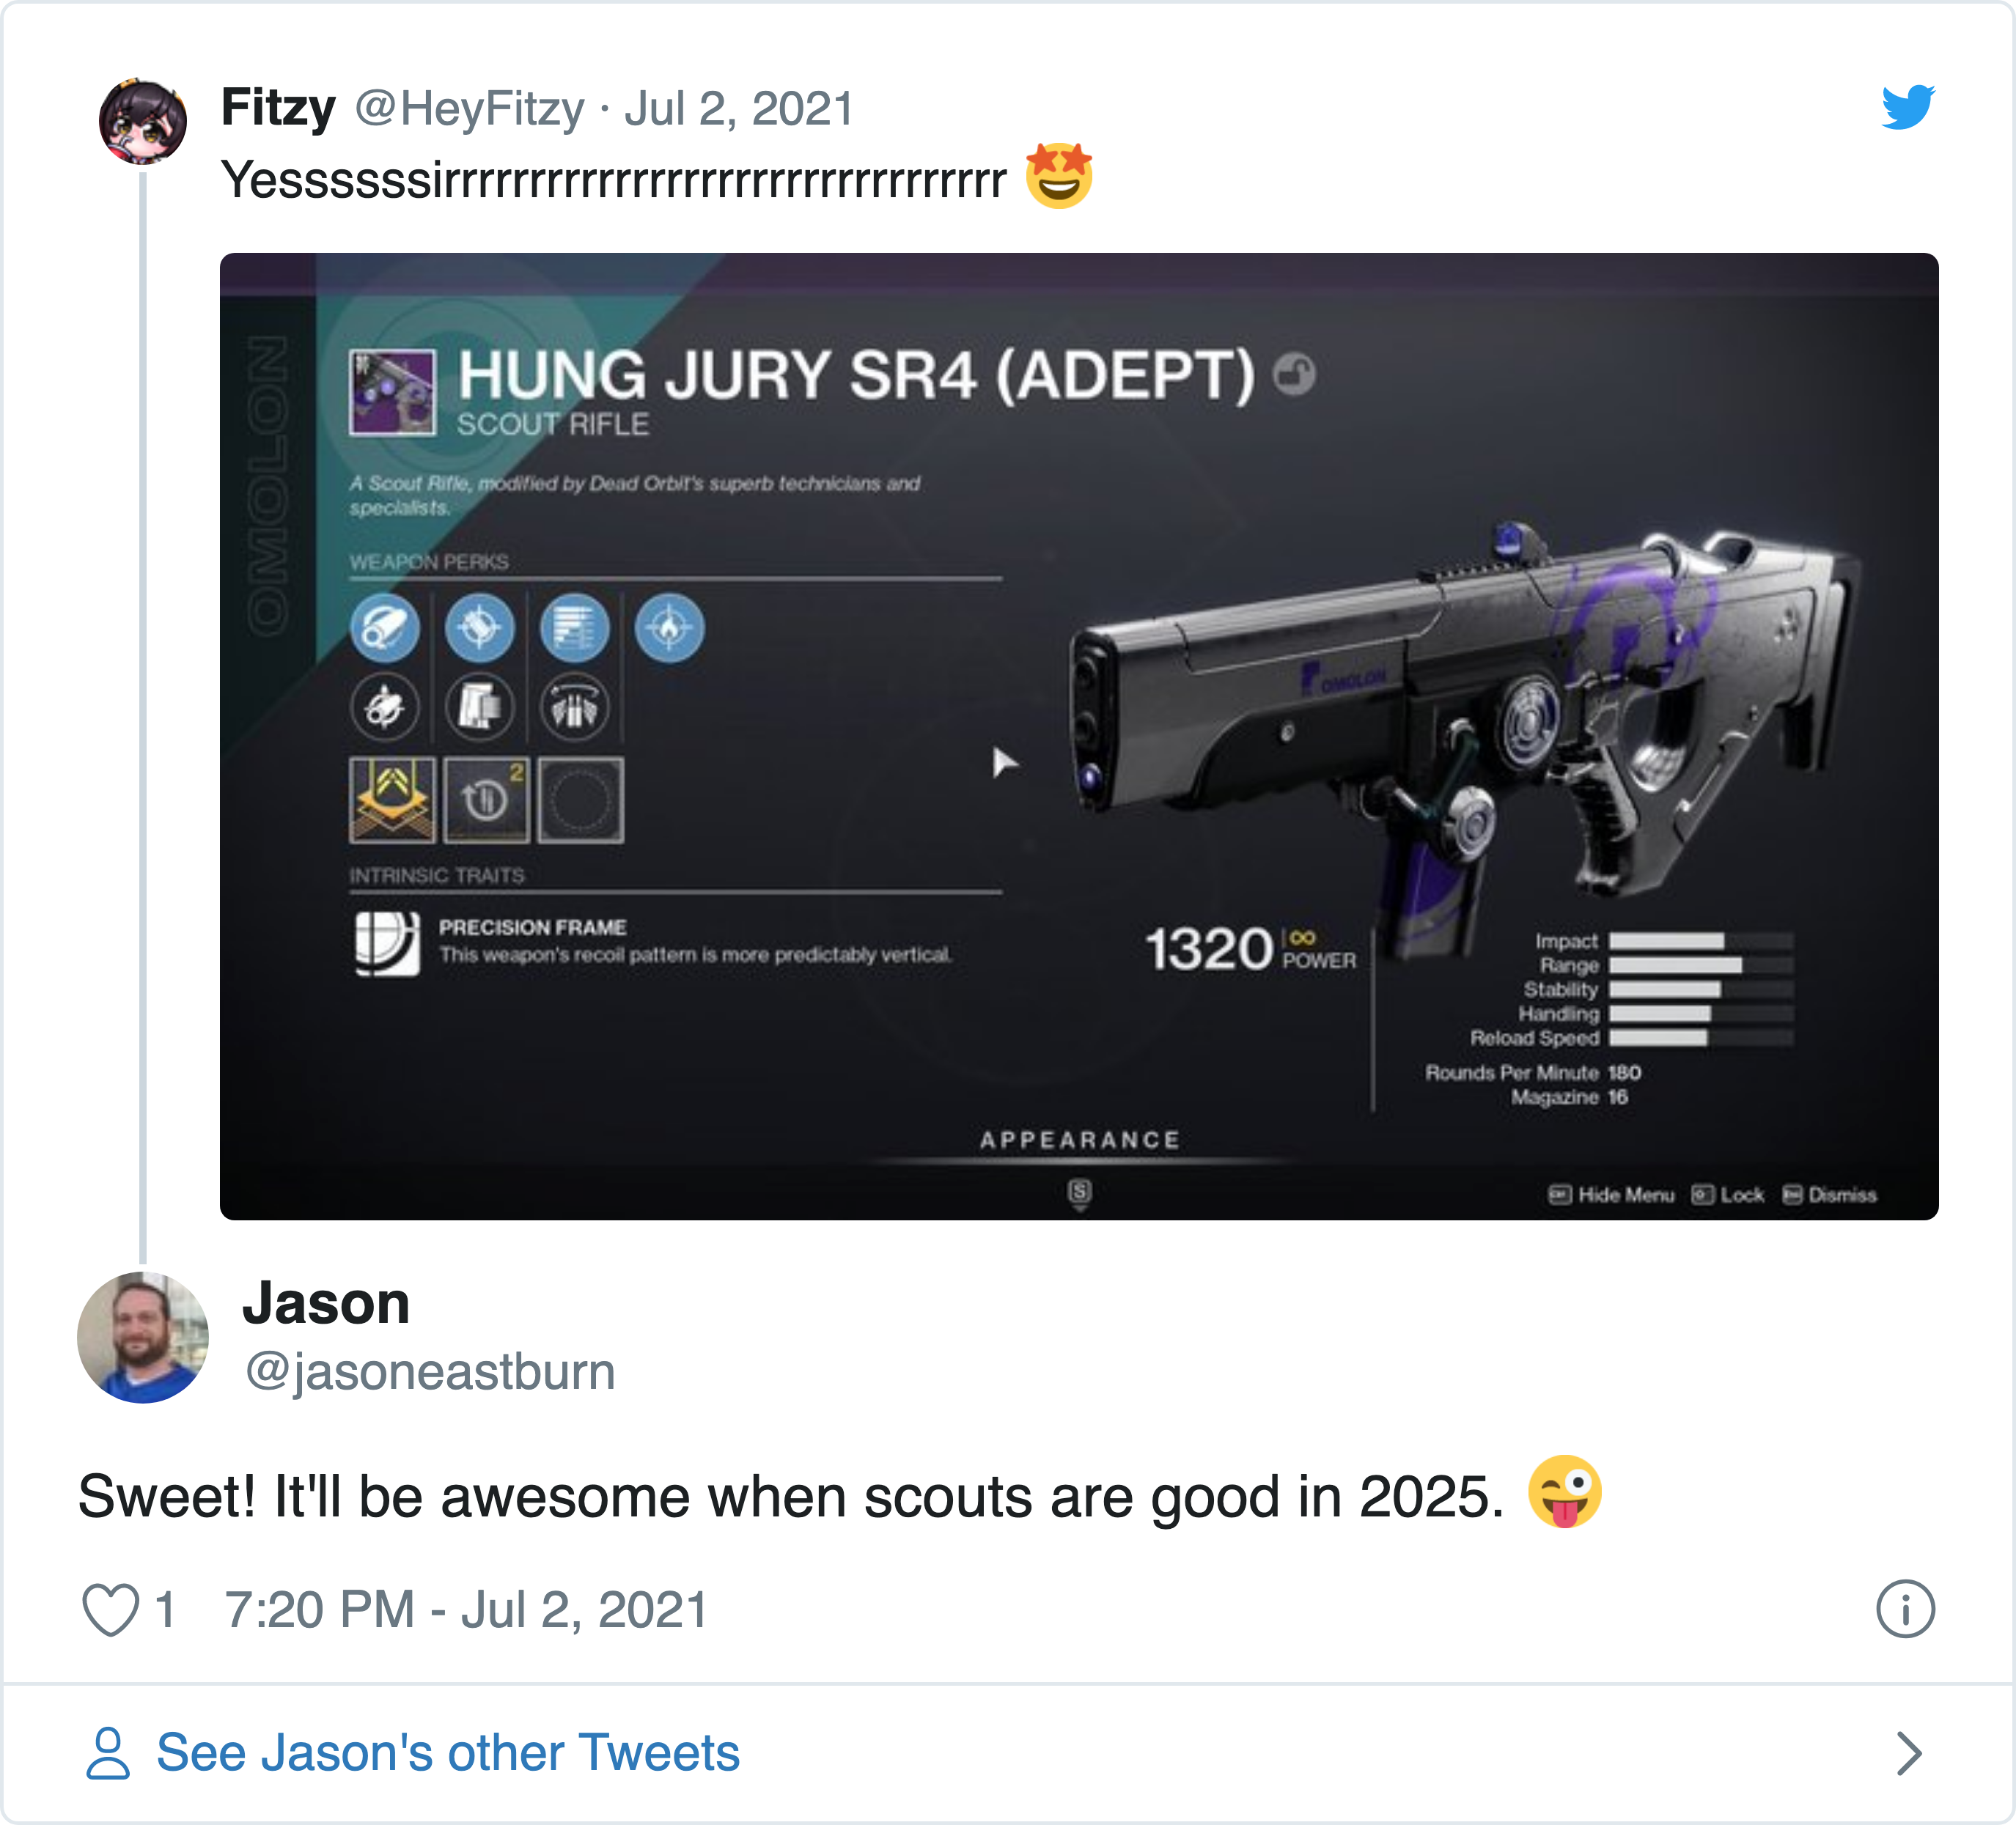 Fitzy @HeyFitzy · Jul 2, 2021
Yesssssssirrrrrrrrrrrrrrrrrrrrrrrrrrrrrrrrr 🤩
OMOLON
HUNG JURY SR4 (ADEPT)
SCOUT RIFLE
A Scout Rifle, modified by Dead Orbit's superb technicians and
specialists.
WEAPON PERKS
2
INTRINSIC TRAITS
PRECISION FRAME
This weapon's recoil pattern is more predictably vertical.
OMOLON
1320 ∞ POWER
Impact
Range
Stability
Handling
Reload Speed
Rounds Per Minute 180
Magazine 16
APPEARANCE
S
Hide Menu Lock Dismiss
Jason
@jasoneastburn
Sweet! It'll be awesome when scouts are good in 2025. 😜
1 7:20 PM - Jul 2, 2021
See Jason's other Tweets